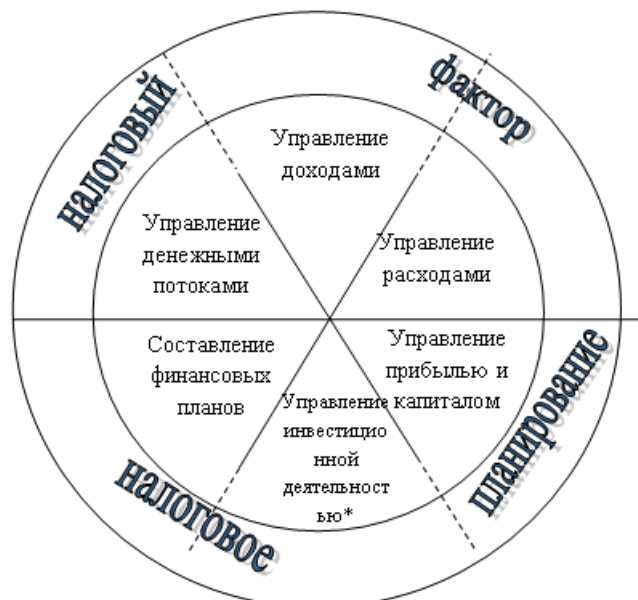 налоговый
фактор
Управление
доходами
Управление
денежными
потоками
Управление
расходами
Составление
финансовых
планов
Управление
инвестицио
нной
деятельност
ью*
Управление
прибылью и
капиталом
налоговое
планирование